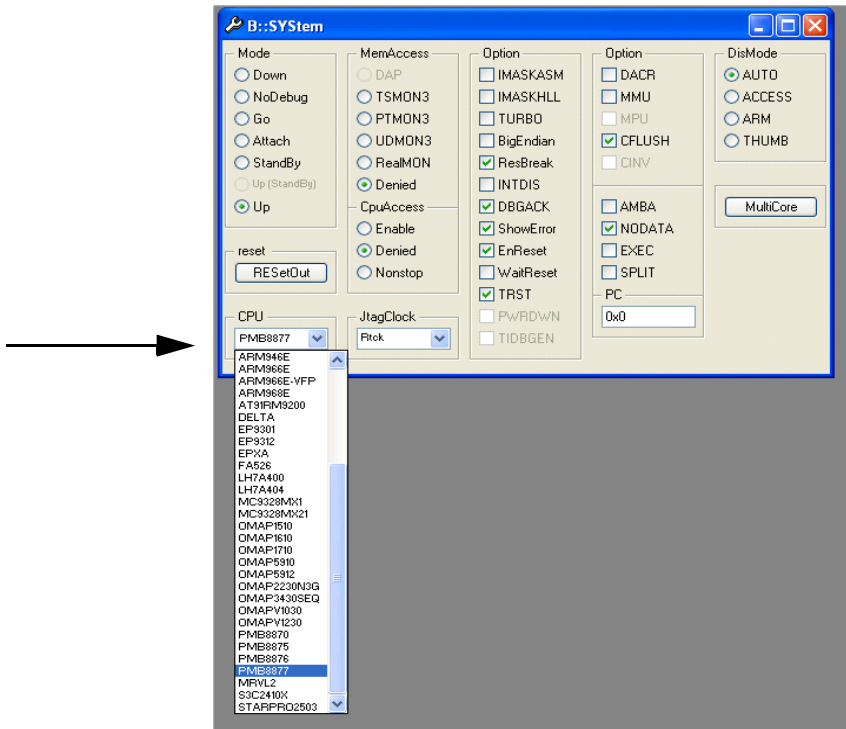 B::SYStem
Mode
Down
NoDebug
Go
Attach
StandBy
Up (StandBy)
Up
reset
RESetOut
CPU
PMB8877
MemAccess
DAP
TSMON3
PTMON3
UDMON3
RealMON
Denied
CpuAccess
Enable
Denied
Nonstop
JtagClock
Rtck
Option
IMASKASM
IMASKHLL
TURBO
BigEndian
ResBreak
INTDIS
DBGACK
ShowError
EnReset
WaitReset
TRST
PWRDWN
TIDBGEN
Option
DACR
MMU
MPU
CFLUSH
CINV
AMBA
NODATA
EXEC
SPLIT
PC
0x0
DisMode
AUTO
ACCESS
ARM
THUMB
MultiCore
ARM946E
ARM966E
ARM966E-VFP
ARM968E
AT91RM9200
DELTA
EP9301
EP9312
EPXA
FA526
LH7A400
LH7A404
MC9328MX1
MC9328MX21
OMAP1510
OMAP1610
OMAP1710
OMAP5910
OMAP5912
OMAP2230N3G
OMAP3430SEQ
OMAPV1030
OMAPV1230
PMB8870
PMB8875
PMB8876
PMB8877
MRVL2
S3C2410X
STARPRO2503